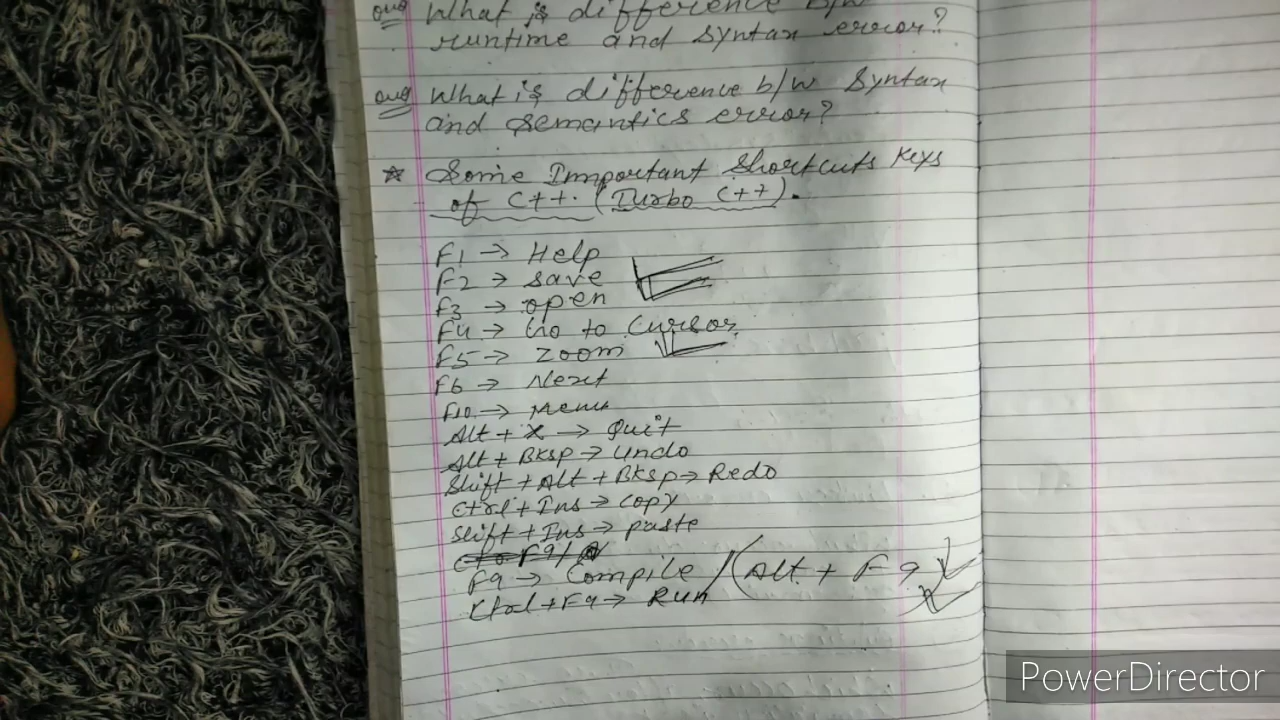 Ques What is difference b/w
runtime and syntax error?
Ques What is difference b/w Syntax
and semantics error?
☆ Some Important Shortcuts Keys
of C++. (Turbo C++).
F1 → Help
F2 → save
F3 → open
F4 → Go to Cursor
F5 → zoom
F6 → Next
F10 → Menu
Alt + X → Quit
Alt + BKsp → Undo
Shift + Alt + BKsp → Redo
Ctrl + Ins → copy
Shift + Ins → paste
F9 → Compile / (Alt + F9)
Ctrl + F9 → Run
PowerDirector